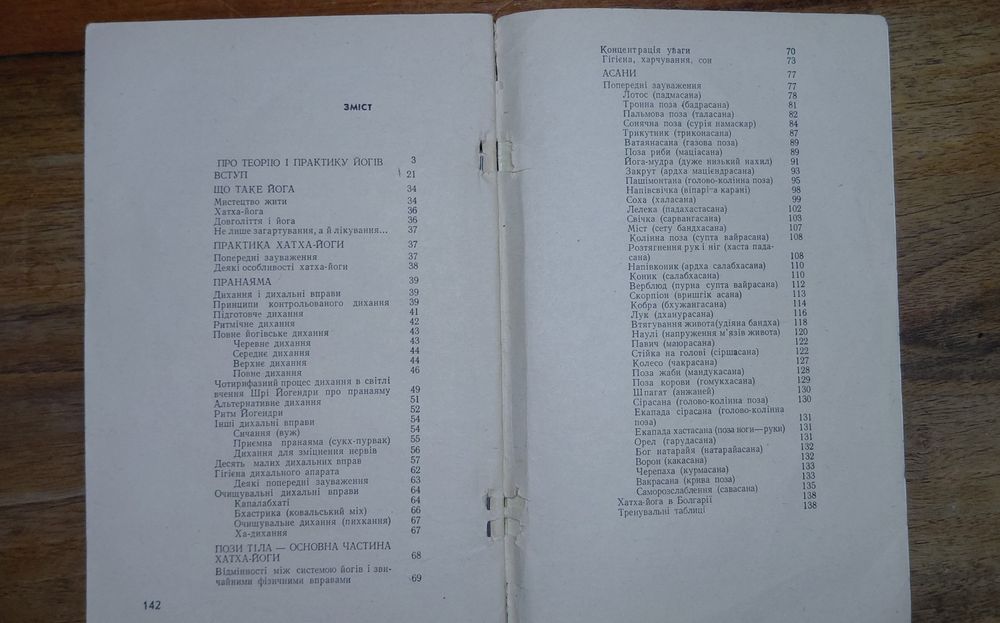 ЗМІСТ
ПРО ТЕОРІЮ І ПРАКТИКУ ЙОГІВ 3
ВСТУП 21
ЩО ТАКЕ ЙОГА 34
Мистецтво жити 34
Хатха-йога 36
Довголіття і йога 36
Не лише загартування, а й лікування... 37
ПРАКТИКА ХАТХА-ЙОГИ 37
Попередні зауваження 37
Деякі особливості хатха-йоги 38
ПРАНАЯМА 39
Дихання і дихальні вправи 39
Принципи контрольованого дихання 39
Підготовче дихання 41
Ритмічне дихання 42
Повне йогівське дихання 43
Черевне дихання 43
Середнє дихання 44
Верхнє дихання 44
Повне дихання 46
Чотирифазний процес дихання в світлі
вчення Шрі Йогендри про пранаяму 49
Альтернативне дихання 51
Ритм Йогендри 52
Інші дихальні вправи 54
Сичання (вуж) 54
Приємна пранаяма (сукх-пурвак) 55
Дихання для зміцнення нервів 56
Десять малих дихальних вправ 57
Гігієна дихального апарата 62
Деякі попередні зауваження 63
Очищувальні дихальні вправи 64
Капалабхаті 64
Бхастрика (ковальський міх) 66
Очищувальне дихання (пихкання) 67
Ха-дихання 67
ПОЗИ ТІЛА — ОСНОВНА ЧАСТИНА
ХАТХА-ЙОГИ 68
Відмінності між системою йогів і зви-
чайними фізичними вправами 69
142
Концентрація уваги 70
Гігієна, харчування, сон 73
АСАНИ 77
Попередні зауваження 77
Лотос (падмасана) 78
Тронна поза (бадрасана) 81
Пальмова поза (таласана) 82
Сонячна поза (сурія намаскар) 84
Трикутник (триконасана) 87
Ватаянасана (газова поза) 89
Поза риби (маціасана) 89
Йога-мудра (дуже низький нахил) 91
Закрут (ардха мацієндрасана) 93
Пашімонтана (голово-колінна поза) 95
Напівсвічка (віпаріта карані) 98
Соха (халасана) 99
Лелека (падахастасана) 102
Свічка (сарвангасана) 103
Міст (сету бандхасана) 107
Колінна поза (супта вайрасана) 108
Розтягнення рук і ніг (хаста пада-
сана) 108
Напівконик (ардха салабхасана) 110
Коник (салабхасана) 110
Верблюд (пурна супта вайрасана) 112
Скорпіон (вришгік асана) 113
Кобра (бхужангасана) 114
Лук (дханурасана) 116
Втягування живота(удіяна бандха) 118
Наулі (напруження м'язів живота) 120
Павич (маюрасана) 122
Стійка на голові (сіршасана) 122
Колесо (чакрасана) 127
Поза жаби (мандукасана) 128
Поза корови (гомукхасана) 129
Шпагат (анжаней) 130
Сірасана (голово-колінна поза) 130
Екапада сірасана (голово-колінна
поза) 131
Екапада хастасана (поза ноги—руки) 131
Орел (гарудасана) 131
Бог натарайя (натарайасана) 132
Ворон (какасана) 132
Черепаха (курмасана) 133
Вакрасана (крива поза) 133
Саморозслаблення (савасана) 135
Хатха-йога в Болгарії 138
Тренувальні таблиці 138